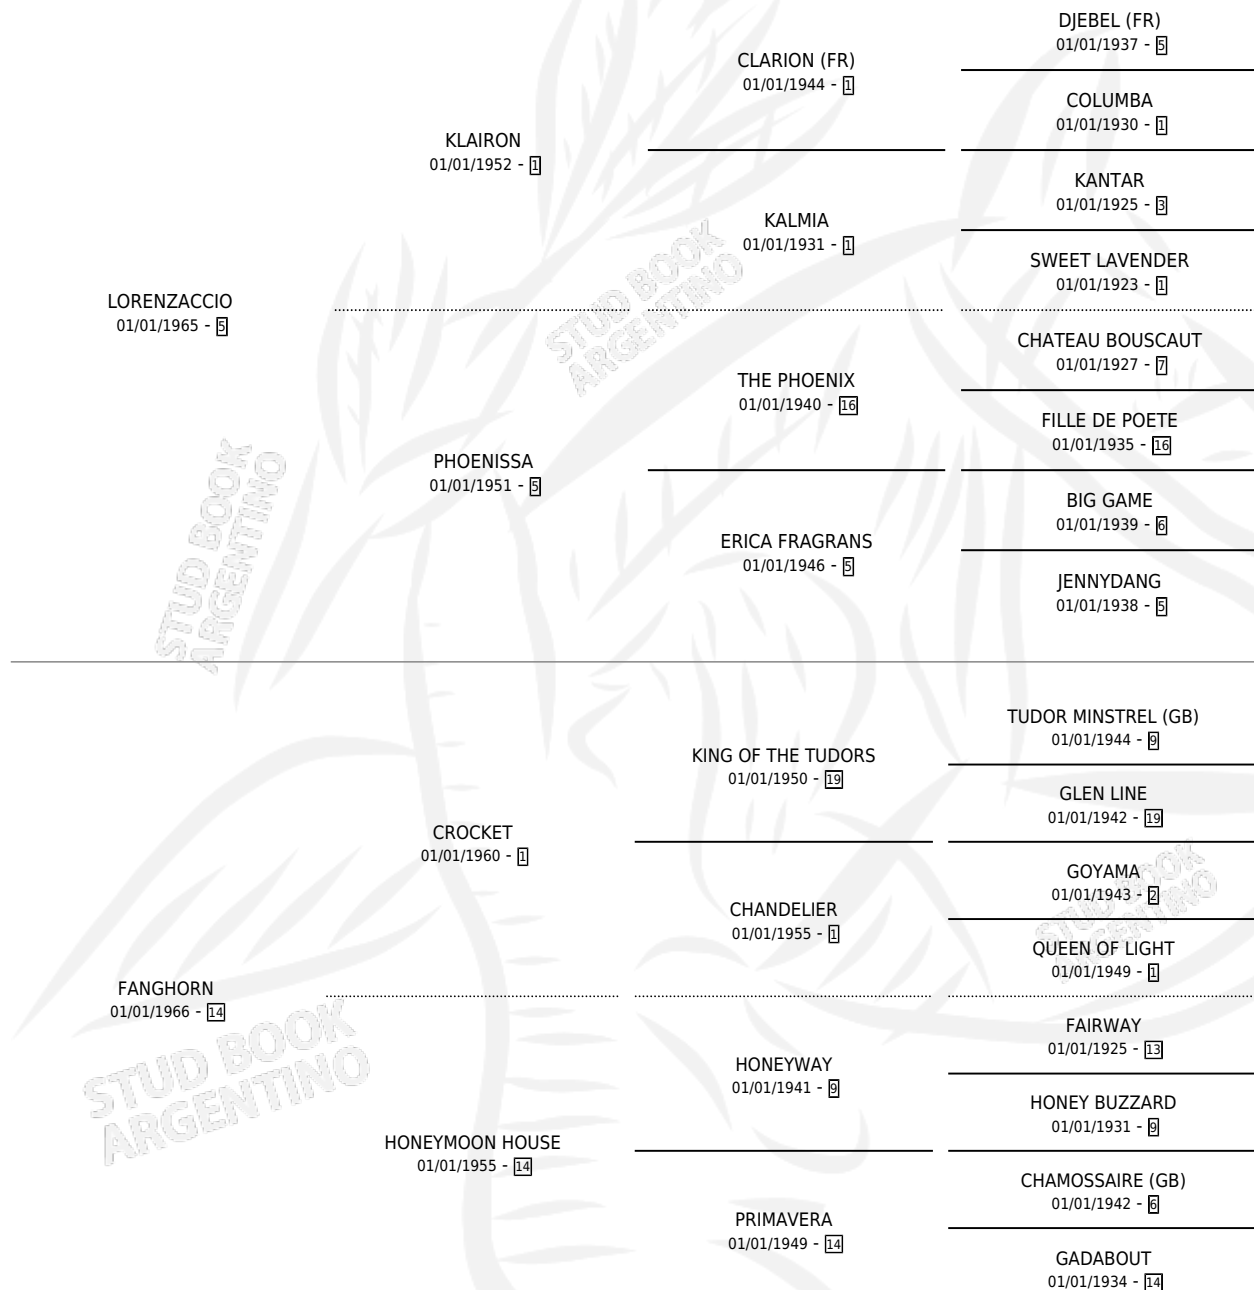 DJEBEL (FR)
01/01/1937 - 5
CLARION (FR)
01/01/1944 - 1
COLUMBA
01/01/1930 - 1
KLAIRON
01/01/1952 - 1
KANTAR
01/01/1925 - 3
KALMIA
01/01/1931 - 1
SWEET LAVENDER
01/01/1923 - 1
LORENZACCIO
01/01/1965 - 5
CHATEAU BOUSCAUT
01/01/1927 - 7
THE PHOENIX
01/01/1940 - 16
FILLE DE POETE
01/01/1935 - 16
PHOENISSA
01/01/1951 - 5
BIG GAME
01/01/1939 - 6
ERICA FRAGRANS
01/01/1946 - 5
JENNYDANG
01/01/1938 - 5
TUDOR MINSTREL (GB)
01/01/1944 - 9
KING OF THE TUDORS
01/01/1950 - 19
GLEN LINE
01/01/1942 - 19
CROCKET
01/01/1960 - 1
GOYAMA
01/01/1943 - 2
CHANDELIER
01/01/1955 - 1
QUEEN OF LIGHT
01/01/1949 - 1
FANGHORN
01/01/1966 - 14
FAIRWAY
01/01/1925 - 13
HONEYWAY
01/01/1941 - 9
HONEY BUZZARD
01/01/1931 - 9
HONEYMOON HOUSE
01/01/1955 - 14
CHAMOSSAIRE (GB)
01/01/1942 - 6
PRIMAVERA
01/01/1949 - 14
GADABOUT
01/01/1934 - 14
STUD BOOK
ARGENTINO
STUD BOOK
ARGENTINO
STUD BOOK
ARGENTINO
STUD BOOK
ARGENTINO